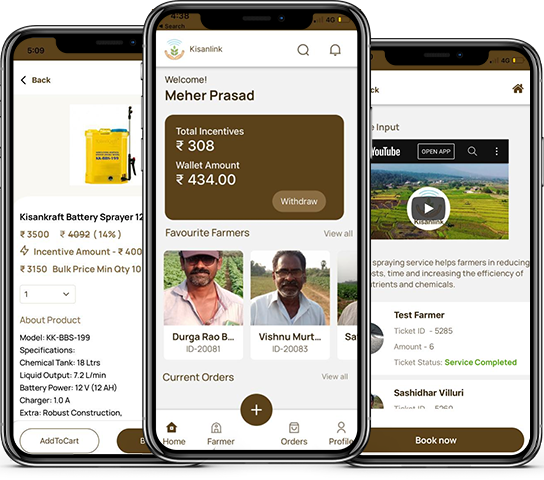 5:09
Back
KK-BBS-199
Kisankraft Battery Sprayer 12
₹ 3500 ₹ 4092 ( 14% )
Incentive Amount - ₹ 400
₹ 3150 Bulk Price Min Qty 10
1
About Product
Model: KK-BBS-199
Specifications:
Chemical Tank: 18 Ltrs
Liquid Output: 7.2 L/min
Battery Power: 12 V (12 AH)
Charger: 1.0 A
Extra: Robust Construction,
AddToCart
B
4:38
Search
4G
Kisanlink
Welcome!
Meher Prasad
Total Incentives
₹ 308
Wallet Amount
₹ 434.00
Withdraw
Favourite Farmers
View all
Durga Rao B...
ID-20081
Vishnu Murt...
ID-20083
Sa
Current Orders
View all
+
Home
Farmer
Orders
Profile
4G
ck
e Input
YouTube
OPEN APP
Kisanlink
spraying service helps farmers in reducing
osts, time and increasing the efficiency of
utrients and chemicals.
Test Farmer
Ticket ID - 5285
Amount - 6
Ticket Status: Service Completed
Sashidhar Villuri
Ticket ID - 5260
Book now